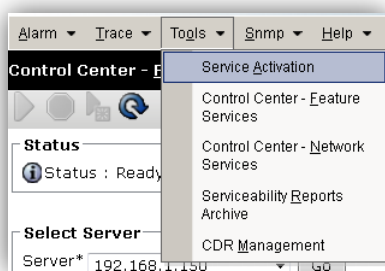 Alarm Trace Tools Snmp Help
Control Center - F
Service Activation
Control Center - Feature
Services
Control Center - Network
Services
Serviceability Reports
Archive
CDR Management
Status
Status : Ready
Select Server
Server* 192.168.1.150 Go